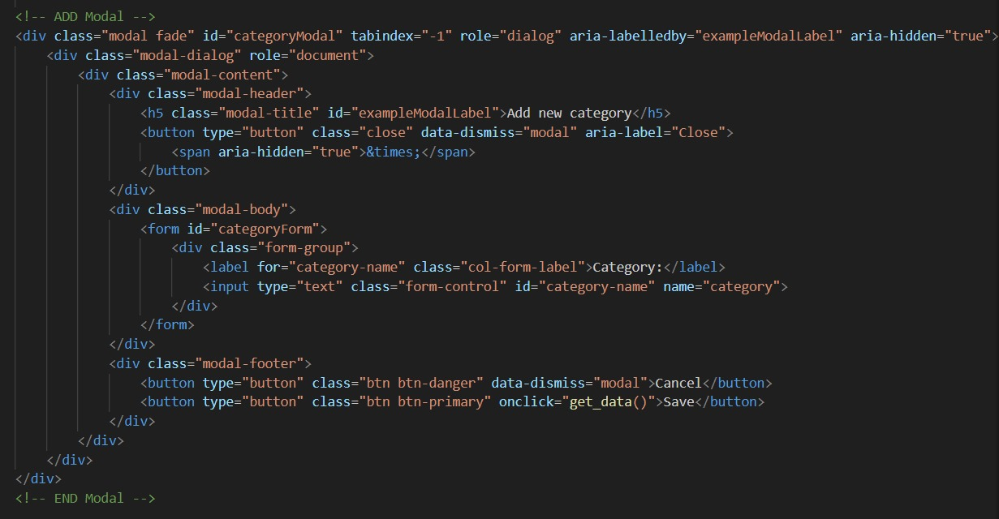 <!-- ADD Modal -->
<div class="modal fade" id="categoryModal" tabindex="-1" role="dialog" aria-labelledby="exampleModalLabel" aria-hidden="true">
    <div class="modal-dialog" role="document">
        <div class="modal-content">
            <div class="modal-header">
                <h5 class="modal-title" id="exampleModalLabel">Add new category</h5>
                <button type="button" class="close" data-dismiss="modal" aria-label="Close">
                    <span aria-hidden="true">&times;</span>
                </button>
            </div>
            <div class="modal-body">
                <form id="categoryForm">
                    <div class="form-group">
                        <label for="category-name" class="col-form-label">Category:</label>
                        <input type="text" class="form-control" id="category-name" name="category">
                    </div>
                </form>
            </div>
            <div class="modal-footer">
                <button type="button" class="btn btn-danger" data-dismiss="modal">Cancel</button>
                <button type="button" class="btn btn-primary" onclick="get_data()">Save</button>
            </div>
        </div>
    </div>
</div>
<!-- END Modal -->